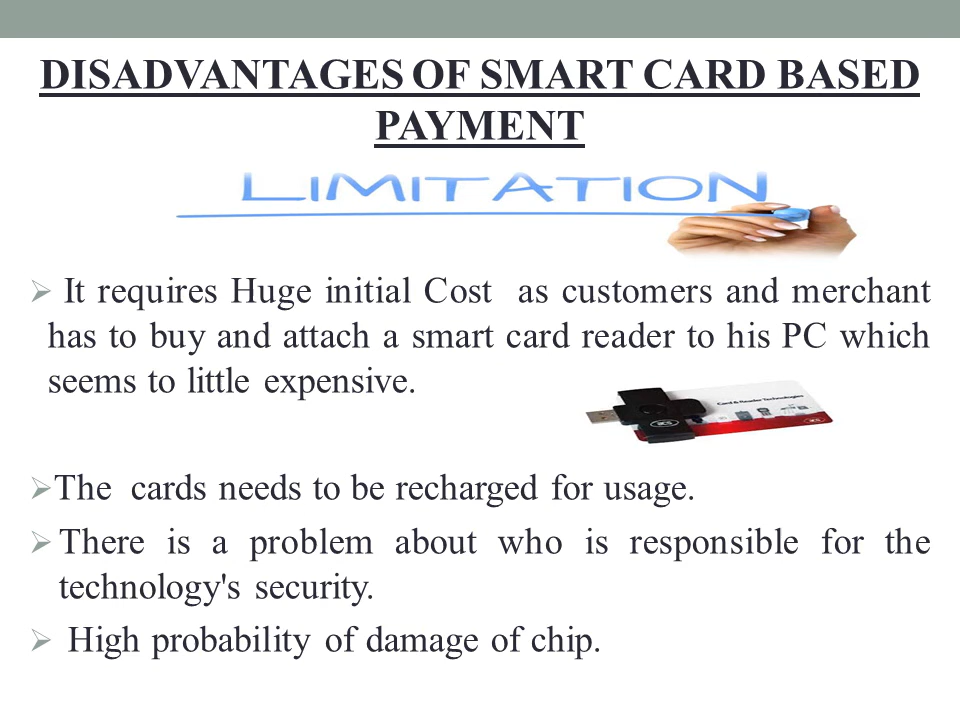 DISADVANTAGES OF SMART CARD BASED
PAYMENT
LIMITATION
It requires Huge initial Cost as customers and merchant
has to buy and attach a smart card reader to his PC which
seems to little expensive.
Card & Reader Technologies
The cards needs to be recharged for usage.
There is a problem about who is responsible for the
technology's security.
High probability of damage of chip.